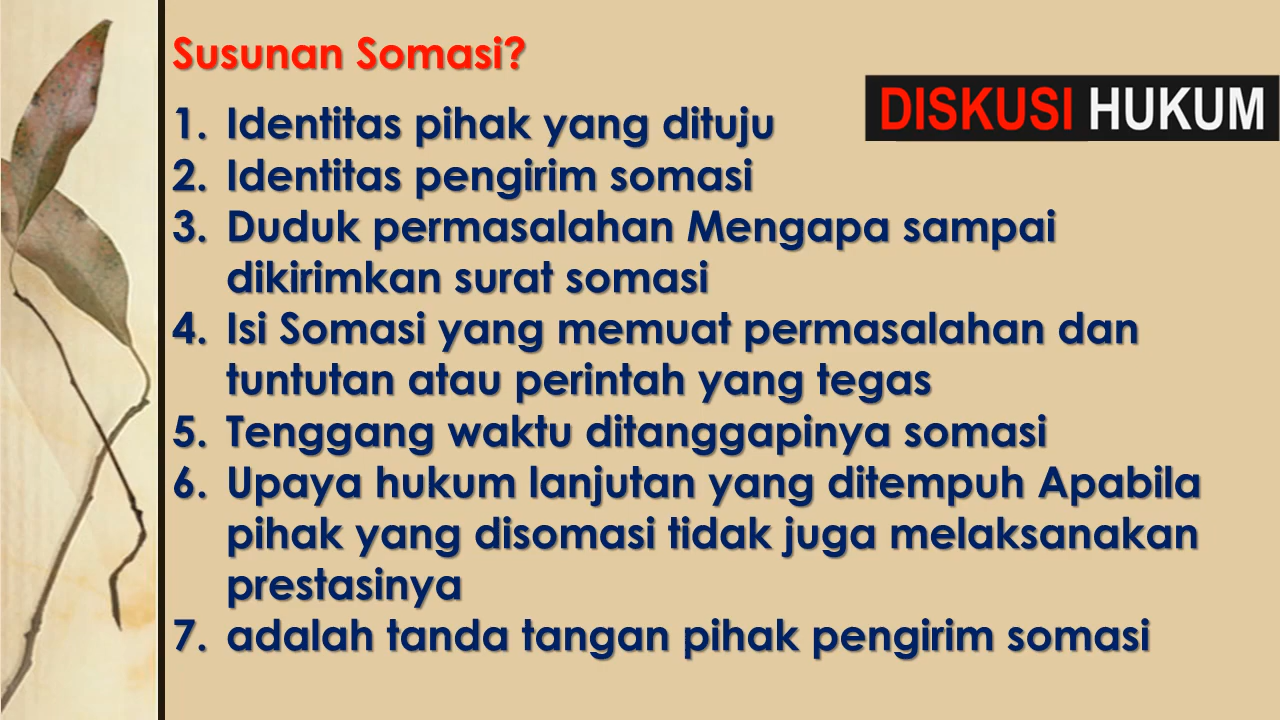 Susunan Somasi?
DISKUSI HUKUM
1. Identitas pihak yang dituju
2. Identitas pengirim somasi
3. Duduk permasalahan Mengapa sampai
dikirimkan surat somasi
4. Isi Somasi yang memuat permasalahan dan
tuntutan atau perintah yang tegas
5. Tenggang waktu ditanggapinya somasi
6. Upaya hukum lanjutan yang ditempuh Apabila
pihak yang disomasi tidak juga melaksanakan
prestasinya
7. adalah tanda tangan pihak pengirim somasi